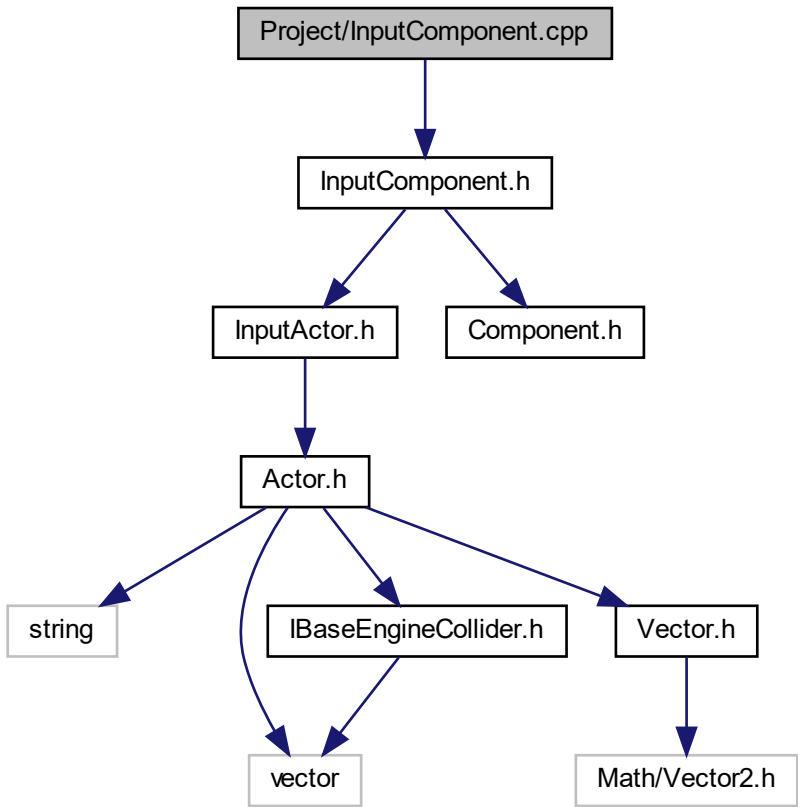 Project/InputComponent.cpp
InputComponent.h
InputActor.h
Component.h
Actor.h
string
IBaseEngineCollider.h
Vector.h
vector
Math/Vector2.h